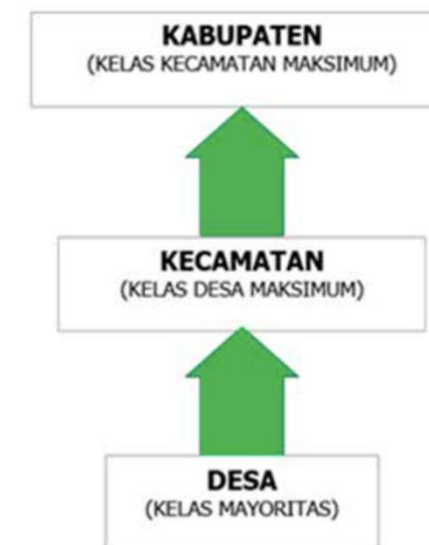 KABUPATEN
(KELAS KECAMATAN MAKSIMUM)
KECAMATAN
(KELAS DESA MAKSIMUM)
DESA
(KELAS MAYORITAS)